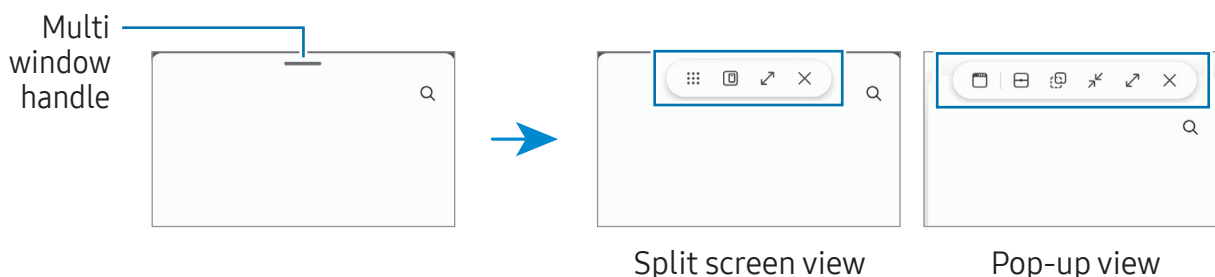 Multi
window
handle
Split screen view
Pop-up view